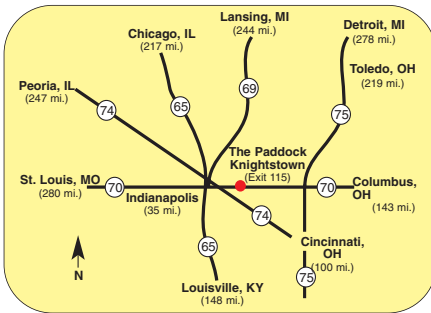 Lansing, MI
(244 mi.)
Detroit, MI
(278 mi.)
Chicago, IL
(217 mi.)
Toledo, OH
(219 mi.)
Peoria, IL
(247 mi.)
74
65
69
75
The Paddock
Knightstown
(Exit 115)
St. Louis, MO
(280 mi.)
70
Indianapolis
(35 mi.)
70
Columbus,
OH
(143 mi.)
74
65
Cincinnati,
OH
(100 mi.)
75
N
Louisville, KY
(148 mi.)